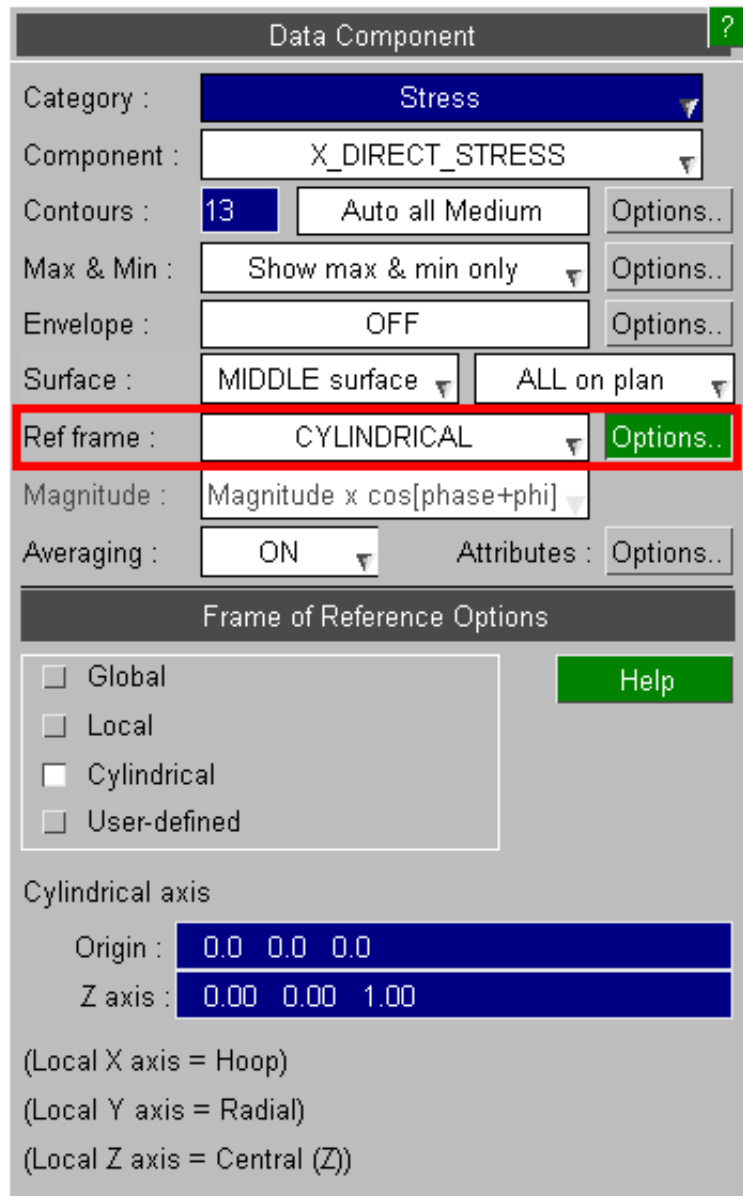 Data Component ?
Category : Stress
Component : X_DIRECT_STRESS
Contours : 13 Auto all Medium Options..
Max & Min : Show max & min only Options..
Envelope : OFF Options..
Surface : MIDDLE surface ALL on plan
Ref frame : CYLINDRICAL Options..
Magnitude : Magnitude x cos[phase+phi]
Averaging : ON Attributes : Options..
Frame of Reference Options
Global Help
Local
Cylindrical
User-defined
Cylindrical axis
Origin : 0.0 0.0 0.0
Z axis : 0.00 0.00 1.00
(Local X axis = Hoop)
(Local Y axis = Radial)
(Local Z axis = Central (Z))